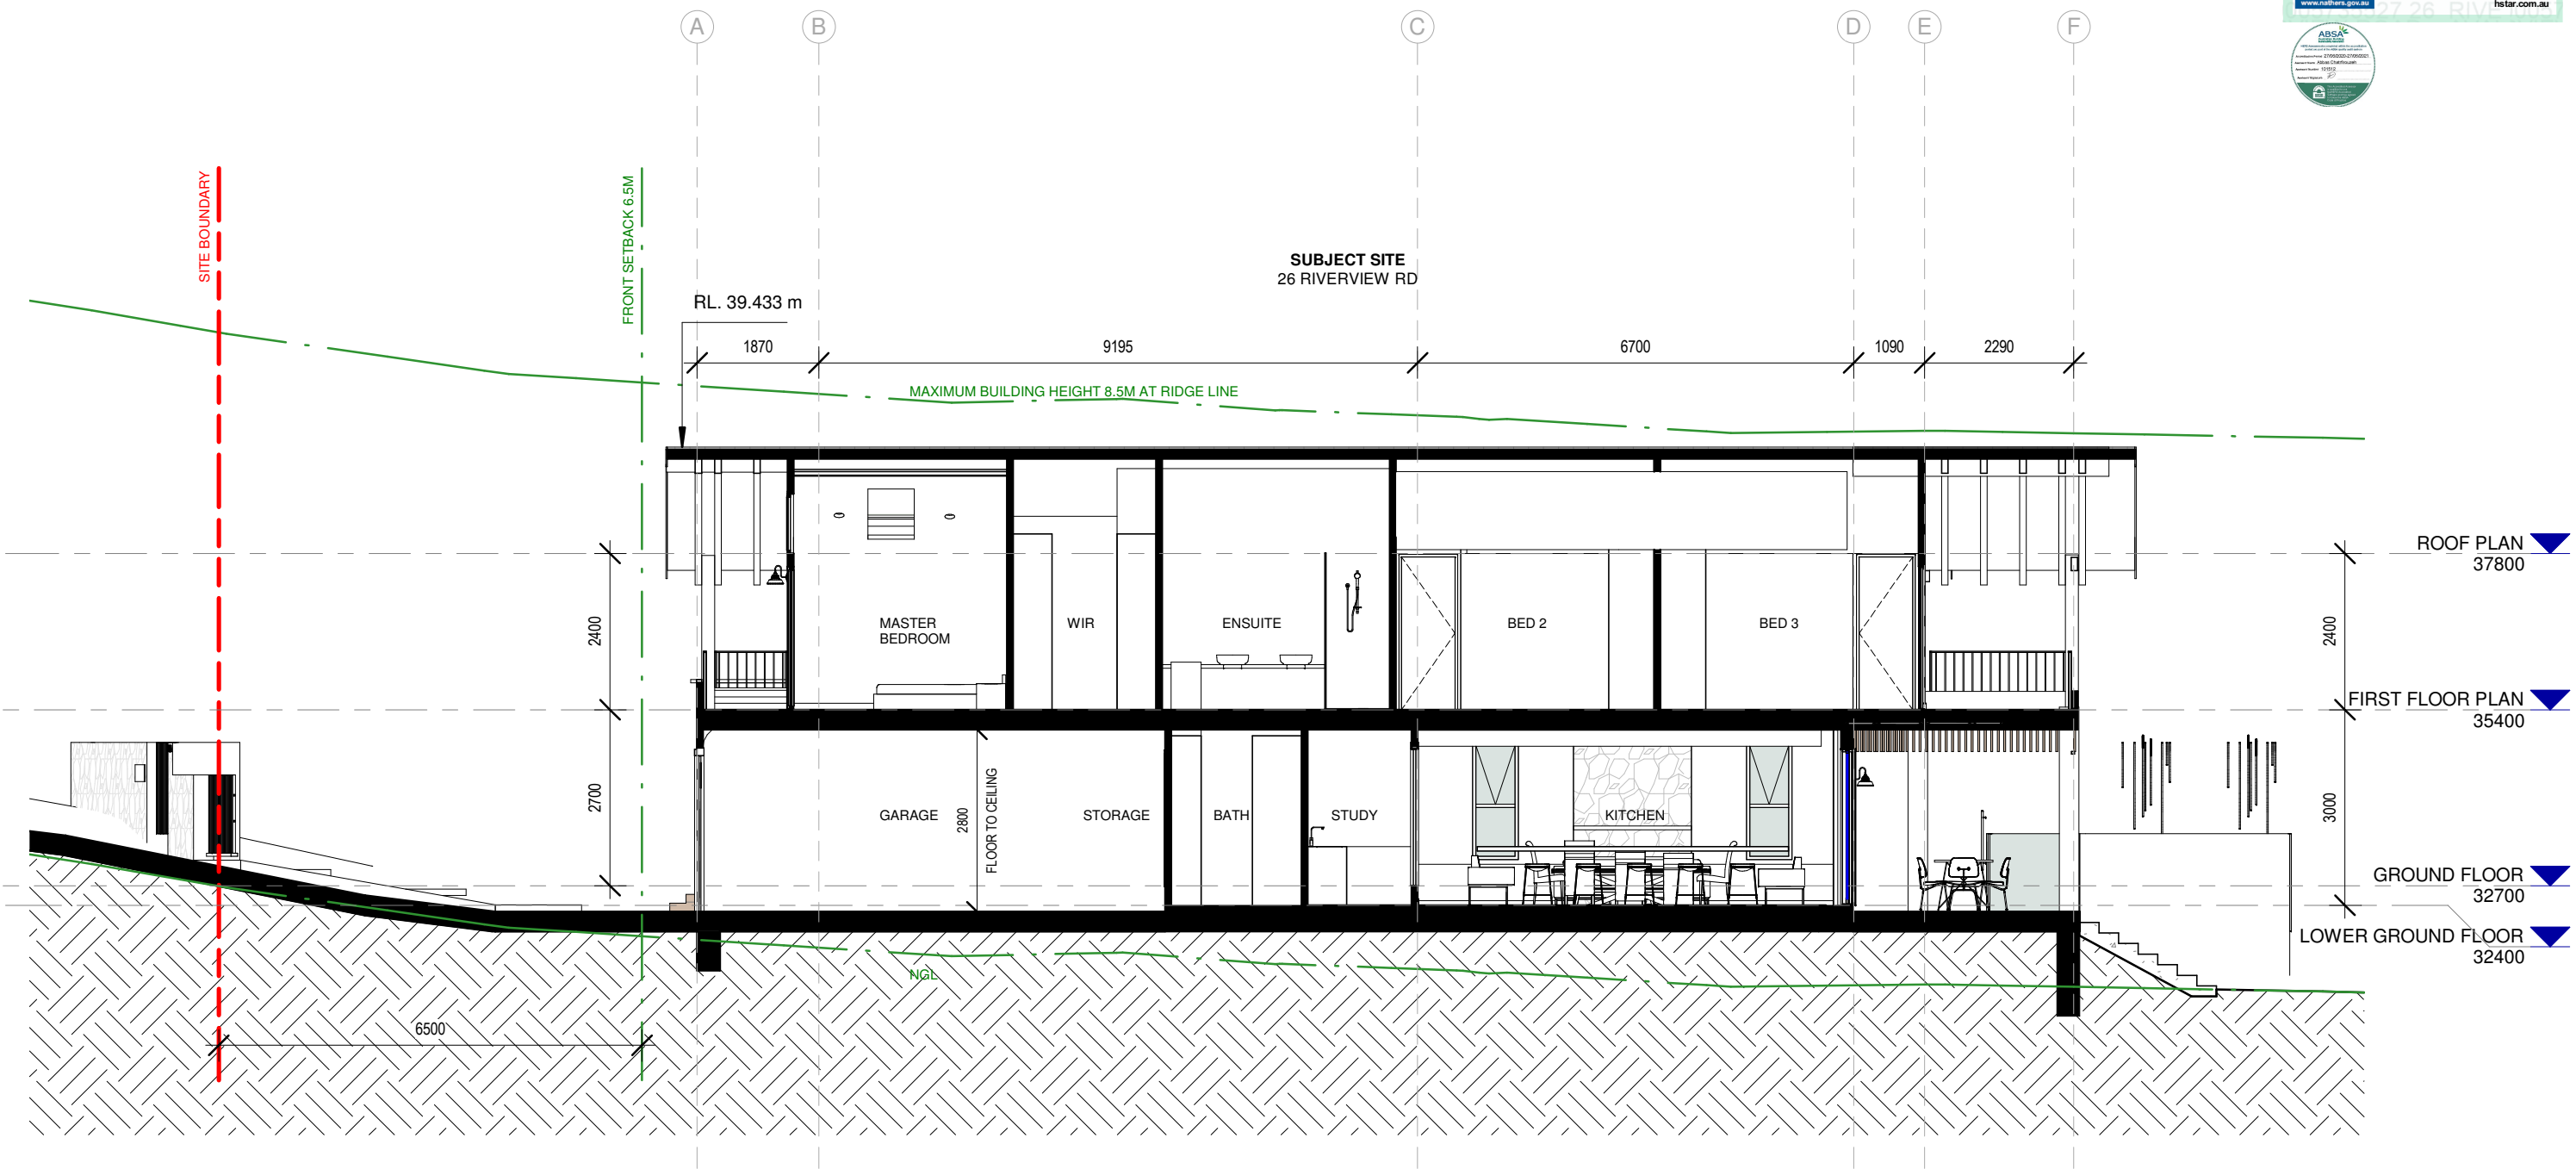 www.nathers.gov.au
hstar.com.au
ABSA
A
B
C
D
E
F
SITE BOUNDARY
FRONT SETBACK 6.5M
SUBJECT SITE
26 RIVERVIEW RD
RL. 39.433 m
1870
9195
6700
1090
2290
MAXIMUM BUILDING HEIGHT 8.5M AT RIDGE LINE
ROOF PLAN
37800
2400
MASTER
BEDROOM
WIR
ENSUITE
BED 2
BED 3
2400
FIRST FLOOR PLAN
35400
2700
GARAGE
2800
FLOOR TO CEILING
STORAGE
BATH
STUDY
KITCHEN
3000
GROUND FLOOR
32700
LOWER GROUND FLOOR
32400
NGL
6500